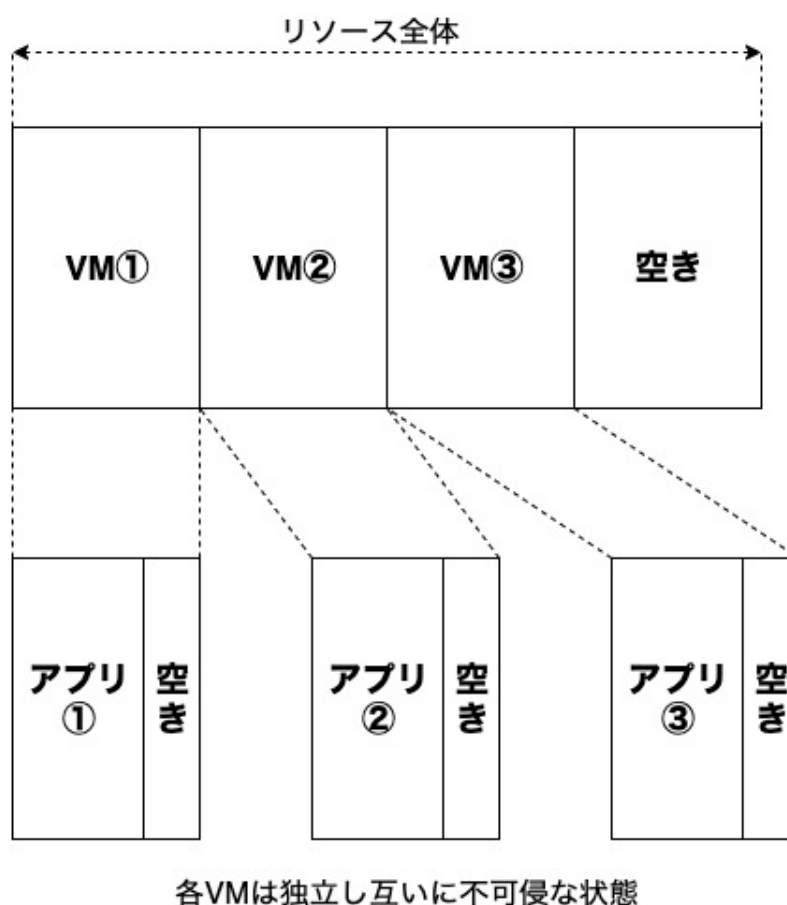 リソース全体
VM①
VM②
VM③
空き
アプリ
①
空
き
アプリ
②
空
き
アプリ
③
空
き
各VMは独立し互いに不可侵な状態